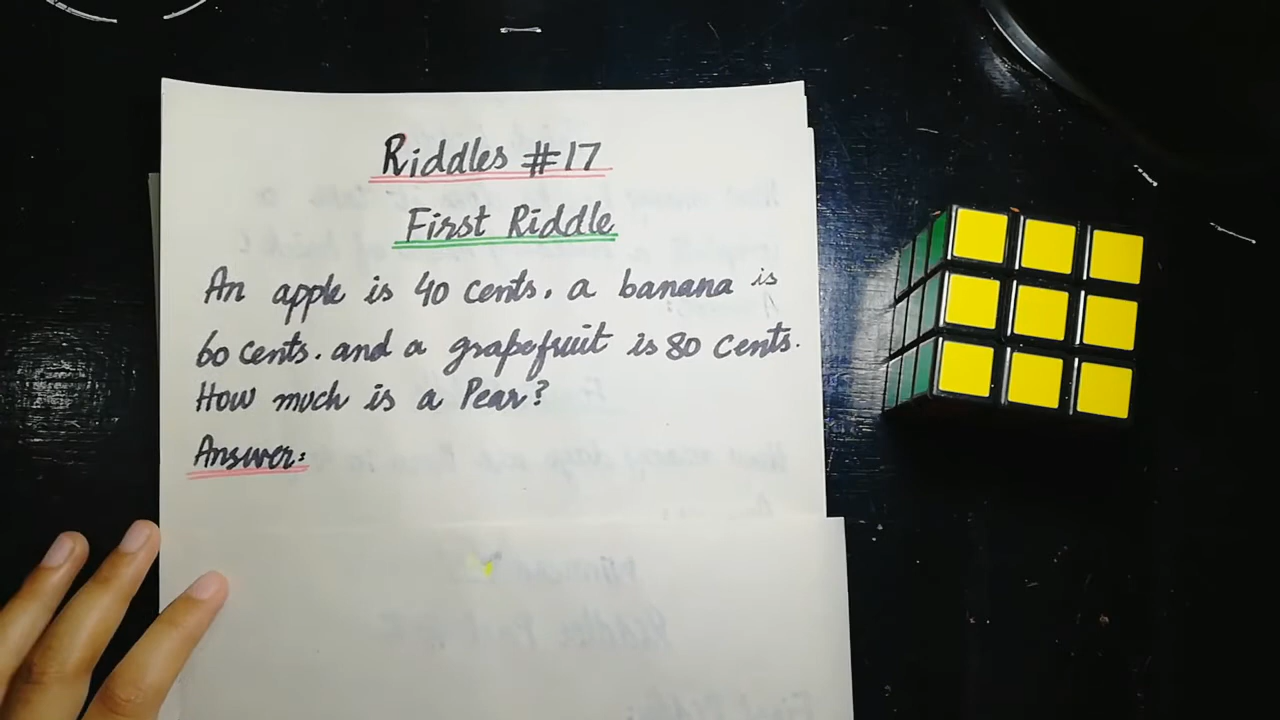 Riddles #17
First Riddle
An apple is 40 cents, a banana is
60 cents. and a grapefruit is 80 cents.
How much is a Pear?
Answer: